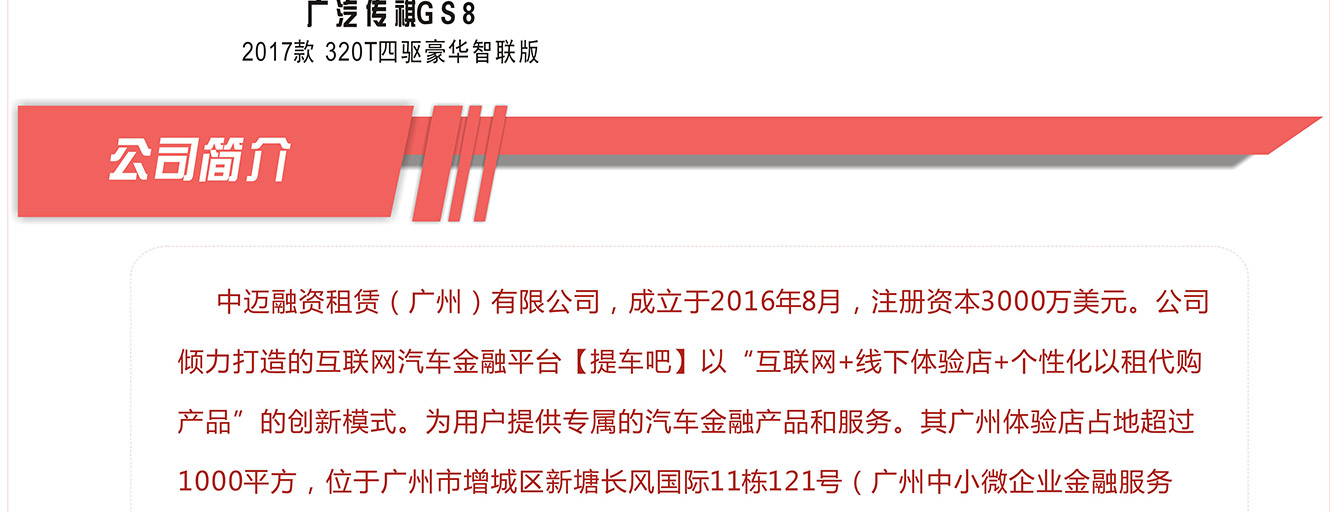 广汽传祺GS8
2017款 320T四驱豪华智联版
公司简介
中迈融资租赁（广州）有限公司，成立于2016年8月，注册资本3000万美元。公司
倾力打造的互联网汽车金融平台【提车吧】以“互联网+线下体验店+个性化以租代购
产品”的创新模式。为用户提供专属的汽车金融产品和服务。其广州体验店占地超过
1000平方，位于广州市增城区新塘长风国际11栋121号（广州中小微企业金融服务